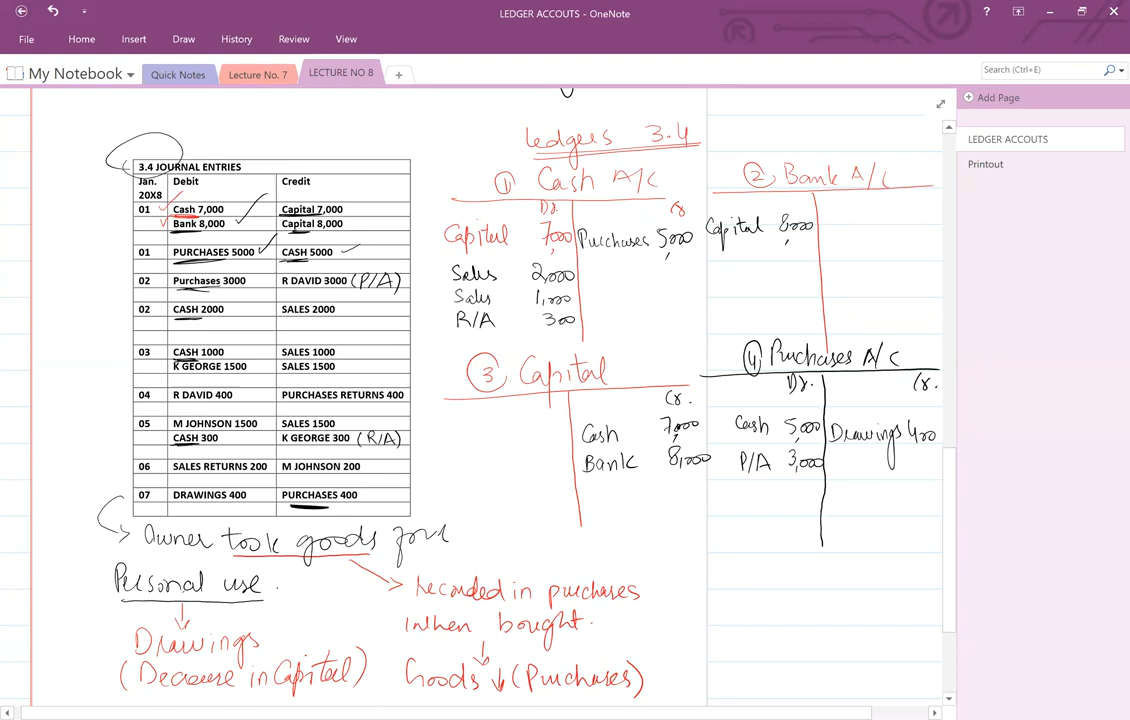 LEDGER ACCOUTS - OneNote
File Home Insert Draw History Review View
My Notebook Quick Notes Lecture No. 7 LECTURE NO 8 +
Search (Ctrl+E)
Add Page
LEDGER ACCOUTS
Printout
3.4 JOURNAL ENTRIES
Jan. 20X8 Debit Credit
01 Cash 7,000 Capital 7,000
Bank 8,000 Capital 8,000
01 PURCHASES 5000 CASH 5000
02 Purchases 3000 R DAVID 3000 (P/A)
02 CASH 2000 SALES 2000
03 CASH 1000 SALES 1000
K GEORGE 1500 SALES 1500
04 R DAVID 400 PURCHASES RETURNS 400
05 M JOHNSON 1500 SALES 1500
CASH 300 K GEORGE 300 (R/A)
06 SALES RETURNS 200 M JOHNSON 200
07 DRAWINGS 400 PURCHASES 400
Owner took goods for
Personal use.
Drawings
(Decrease in Capital)
recorded in purchases
when bought.
Goods ↓ (Purchases)
ledgers 3.4
1 Cash A/C
Dr. Cr
Capital 7,000 Purchases 5,000
Sales 2,000
Sales 1,000
R/A 300
2 Bank A/C
Capital 8,000
3 Capital
Cr.
Cash 7,000
Bank 8,000
4 Purchases A/C
Dr. Cr.
Cash 5,000 Drawings 400
P/A 3,000